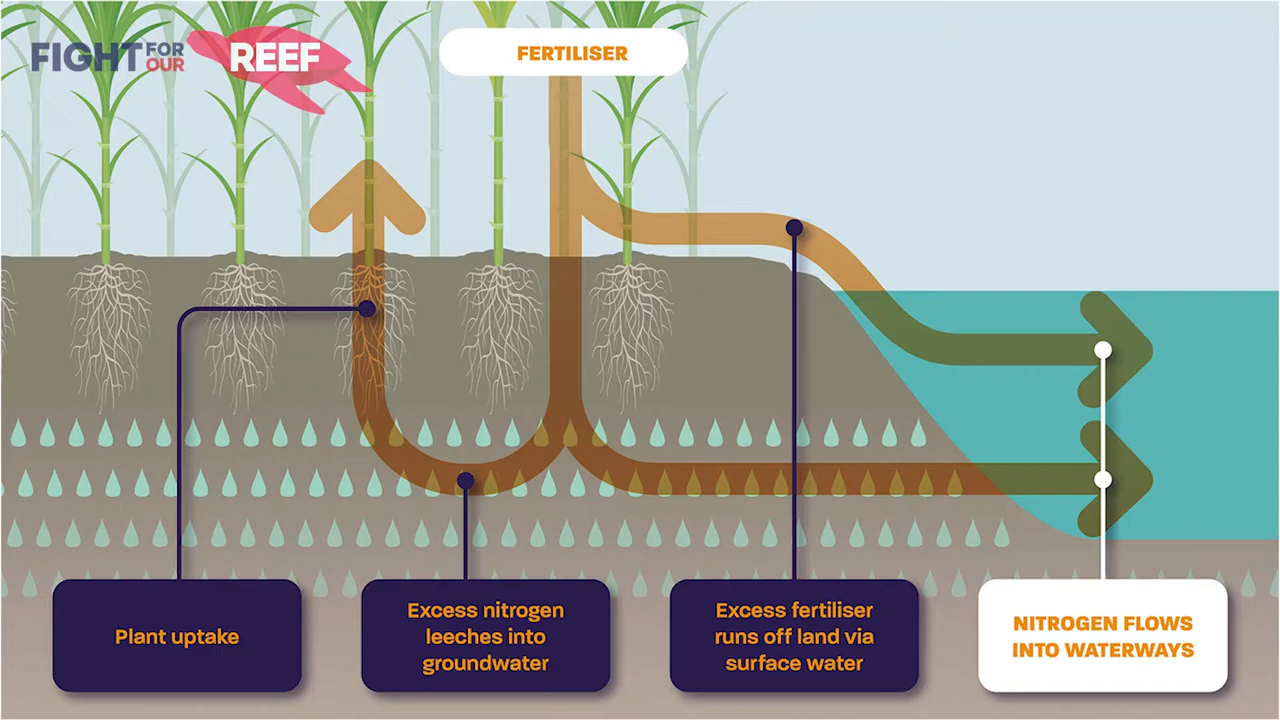 FIGHT FOR OUR REEF
FERTILISER
Plant uptake
Excess nitrogen
leeches into
groundwater
Excess fertiliser
runs off land via
surface water
NITROGEN FLOWS
INTO WATERWAYS